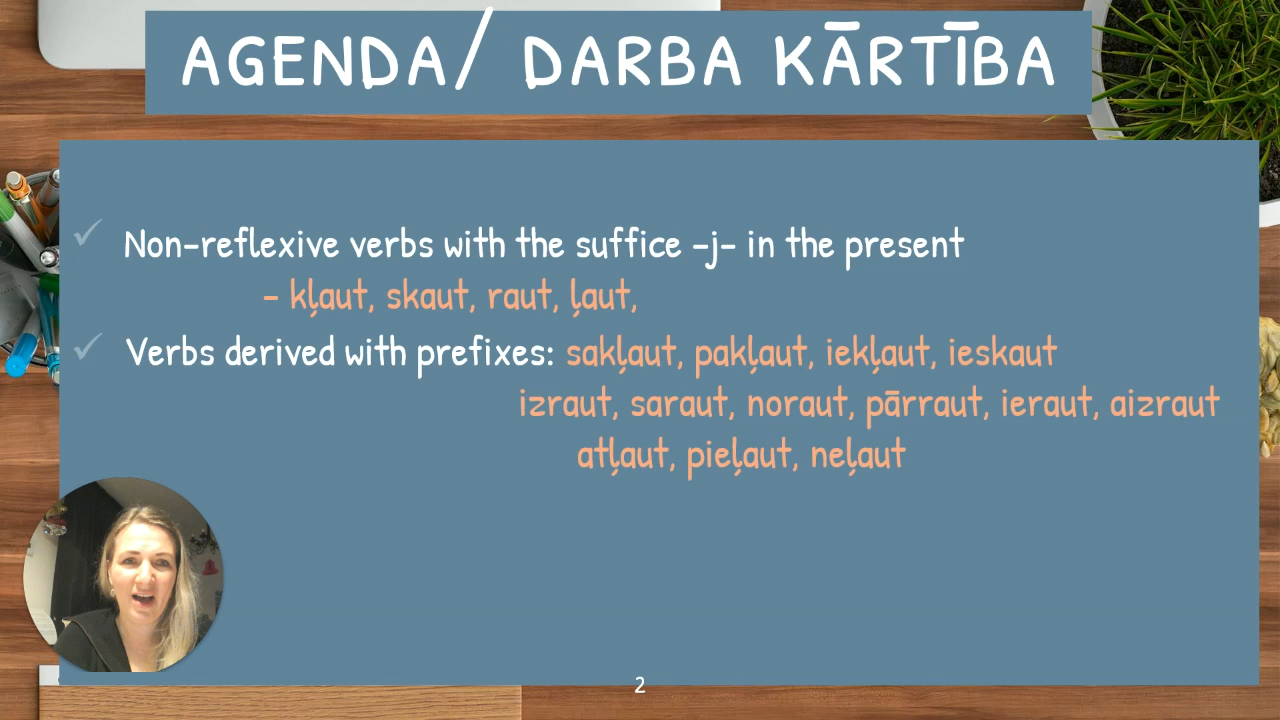 AGENDA/ DARBA KĀRTĪBA
✓ Non-reflexive verbs with the suffice -j- in the present
- kļaut, skaut, raut, ļaut,
✓ Verbs derived with prefixes: sakļaut, pakļaut, iekļaut, ieskaut
izraut, saraut, noraut, pārraut, ieraut, aizraut
atļaut, pieļaut, neļaut
2